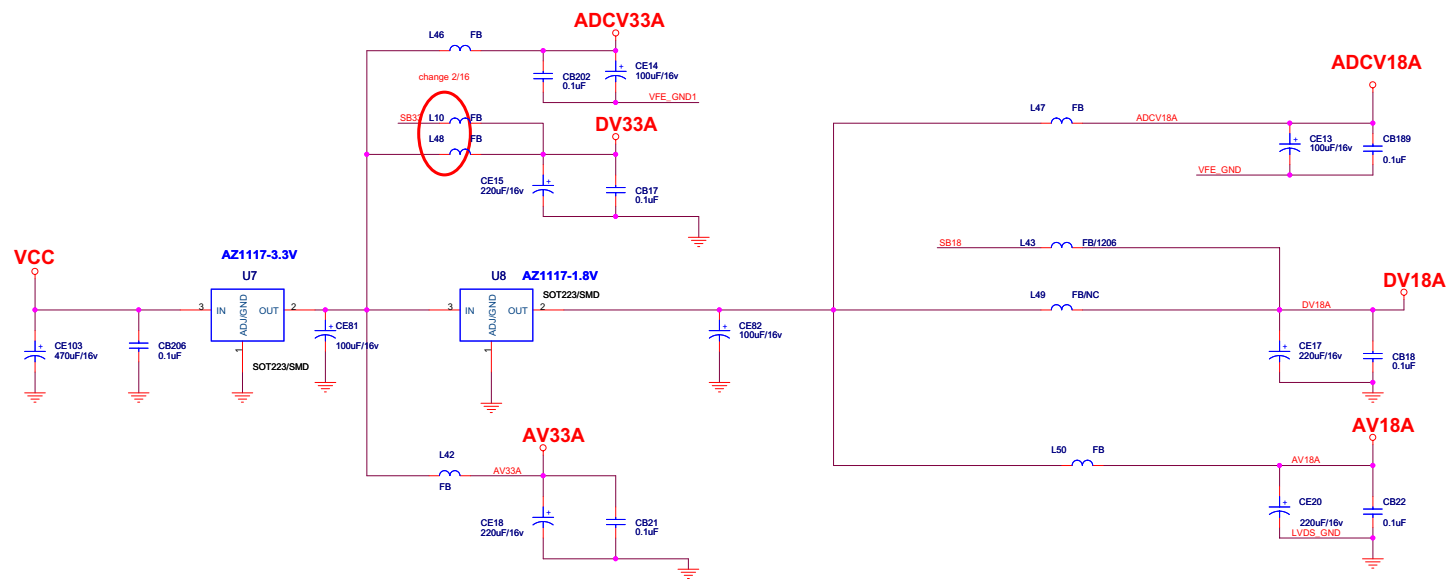 ADCV33A
L46 FB
CB202
0.1uF
CE14
100uF/16v
VFE_GND1
change 2/16
L10 FB
L48 FB
DV33A
CE15
220uF/16v
CB17
0.1uF
ADCV18A
L47 FB
ADCV18A
CE13
100uF/16v
CB189
0.1uF
VFE_GND
SB18
L43 FB/1206
VCC
AZ1117-3.3V
U7
3 IN
ADJ/GND
OUT 2
1
SOT223/SMD
CE103
470uF/16v
CB206
0.1uF
CE81
100uF/16v
U8 AZ1117-1.8V
SOT223/SMD
3 IN
ADJ/GND
OUT 2
1
CE82
100uF/16v
L49 FB/NC
DV18A
DV18A
CE17
220uF/16v
CB18
0.1uF
AV33A
L42
FB
AV33A
CE18
220uF/16v
CB21
0.1uF
AV18A
L50 FB
AV18A
CE20
220uF/16v
CB22
0.1uF
LVDS_GND